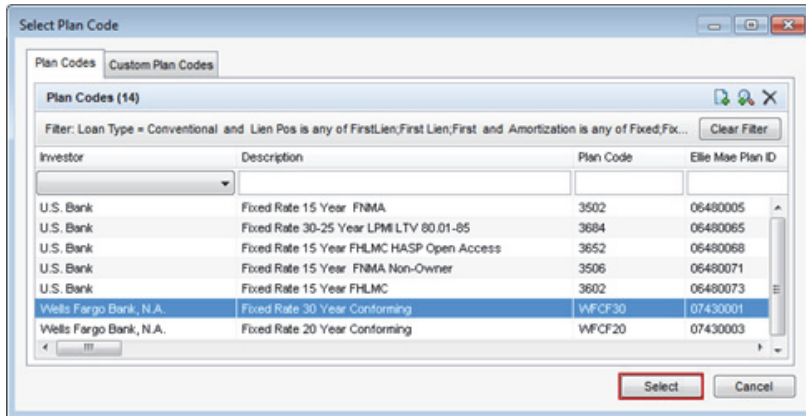 Select Plan Code
Plan Codes Custom Plan Codes
Plan Codes (14)
Filter: Loan Type = Conventional and Lien Pos is any of FirstLien;First Lien;First and Amortization is any of Fixed;Fix... Clear Filter
Investor Description Plan Code Ellie Mae Plan ID
U.S. Bank Fixed Rate 15 Year FNMA 3502 06480005
U.S. Bank Fixed Rate 30-25 Year LPMI LTV 80.01-85 3684 06480065
U.S. Bank Fixed Rate 15 Year FHLMC HASP Open Access 3652 06480068
U.S. Bank Fixed Rate 15 Year FNMA Non-Owner 3506 06480071
U.S. Bank Fixed Rate 15 Year FHLMC 3602 06480073
Wells Fargo Bank, N.A. Fixed Rate 30 Year Conforming WFCF30 07430001
Wells Fargo Bank, N.A. Fixed Rate 20 Year Conforming WFCF20 07430003
Select Cancel